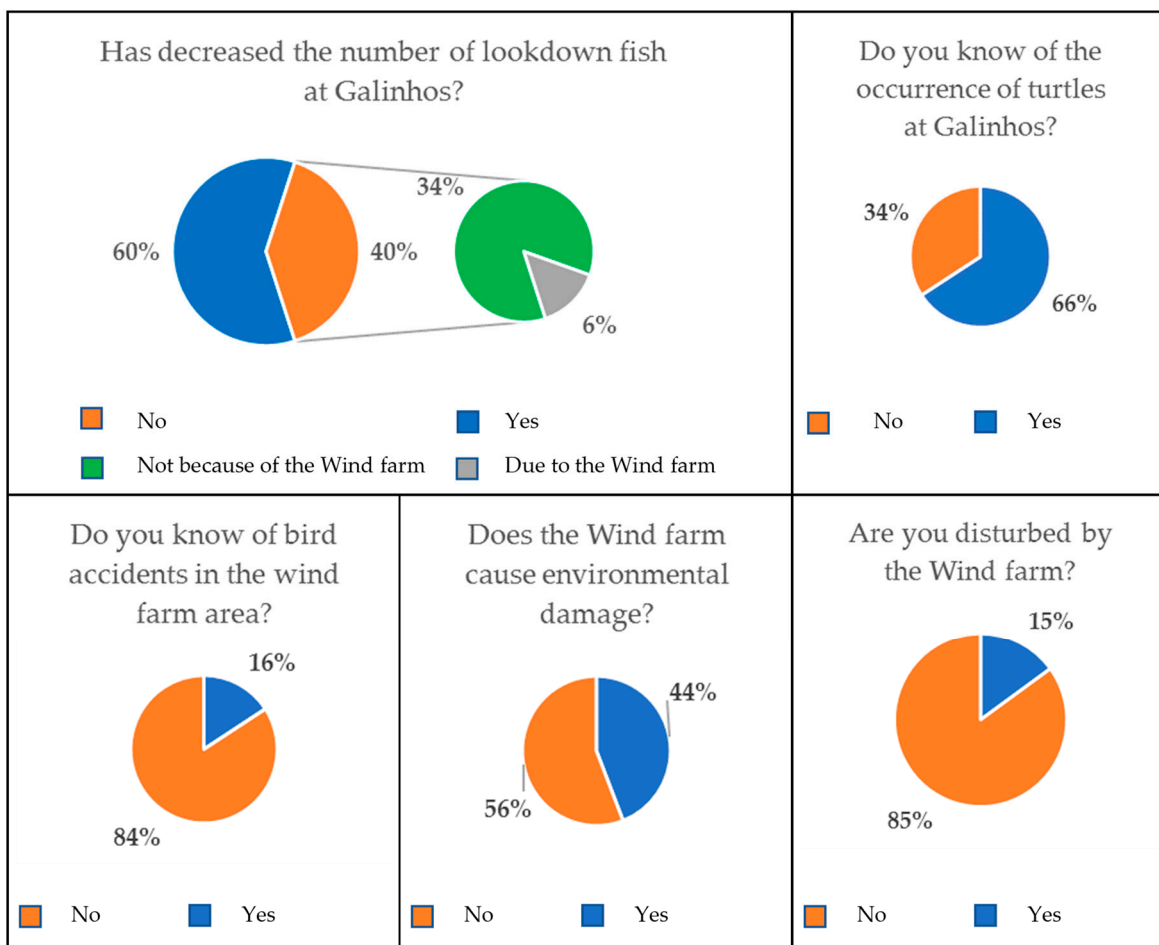 Has decreased the number of lookdown fish
at Galinhos?
34%
60%
40%
6%
No
Yes
Not because of the Wind farm
Due to the Wind farm
Do you know of the
occurrence of turtles
at Galinhos?
34%
66%
No
Yes
Do you know of bird
accidents in the wind
farm area?
16%
84%
No
Yes
Does the Wind farm
cause environmental
damage?
44%
56%
No
Yes
Are you disturbed by
the Wind farm?
15%
85%
No
Yes